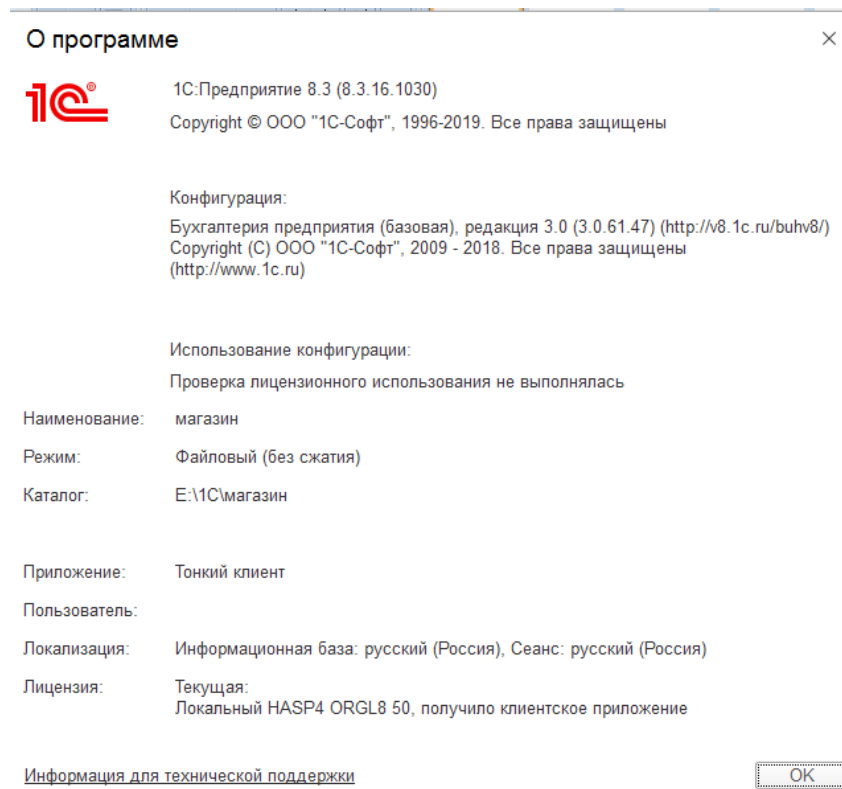 О программе
1С®
1С:Предприятие 8.3 (8.3.16.1030)
Copyright © ООО "1С-Софт", 1996-2019. Все права защищены
Конфигурация:
Бухгалтерия предприятия (базовая), редакция 3.0 (3.0.61.47) (http://v8.1c.ru/buhv8/)
Copyright (C) ООО "1С-Софт", 2009 - 2018. Все права защищены
(http://www.1c.ru)
Использование конфигурации:
Проверка лицензионного использования не выполнялась
Наименование: магазин
Режим: Файловый (без сжатия)
Каталог: E:\1С\магазин
Приложение: Тонкий клиент
Пользователь:
Локализация: Информационная база: русский (Россия), Сеанс: русский (Россия)
Лицензия: Текущая:
Локальный HASP4 ORGL8 50, получило клиентское приложение
Информация для технической поддержки
OK